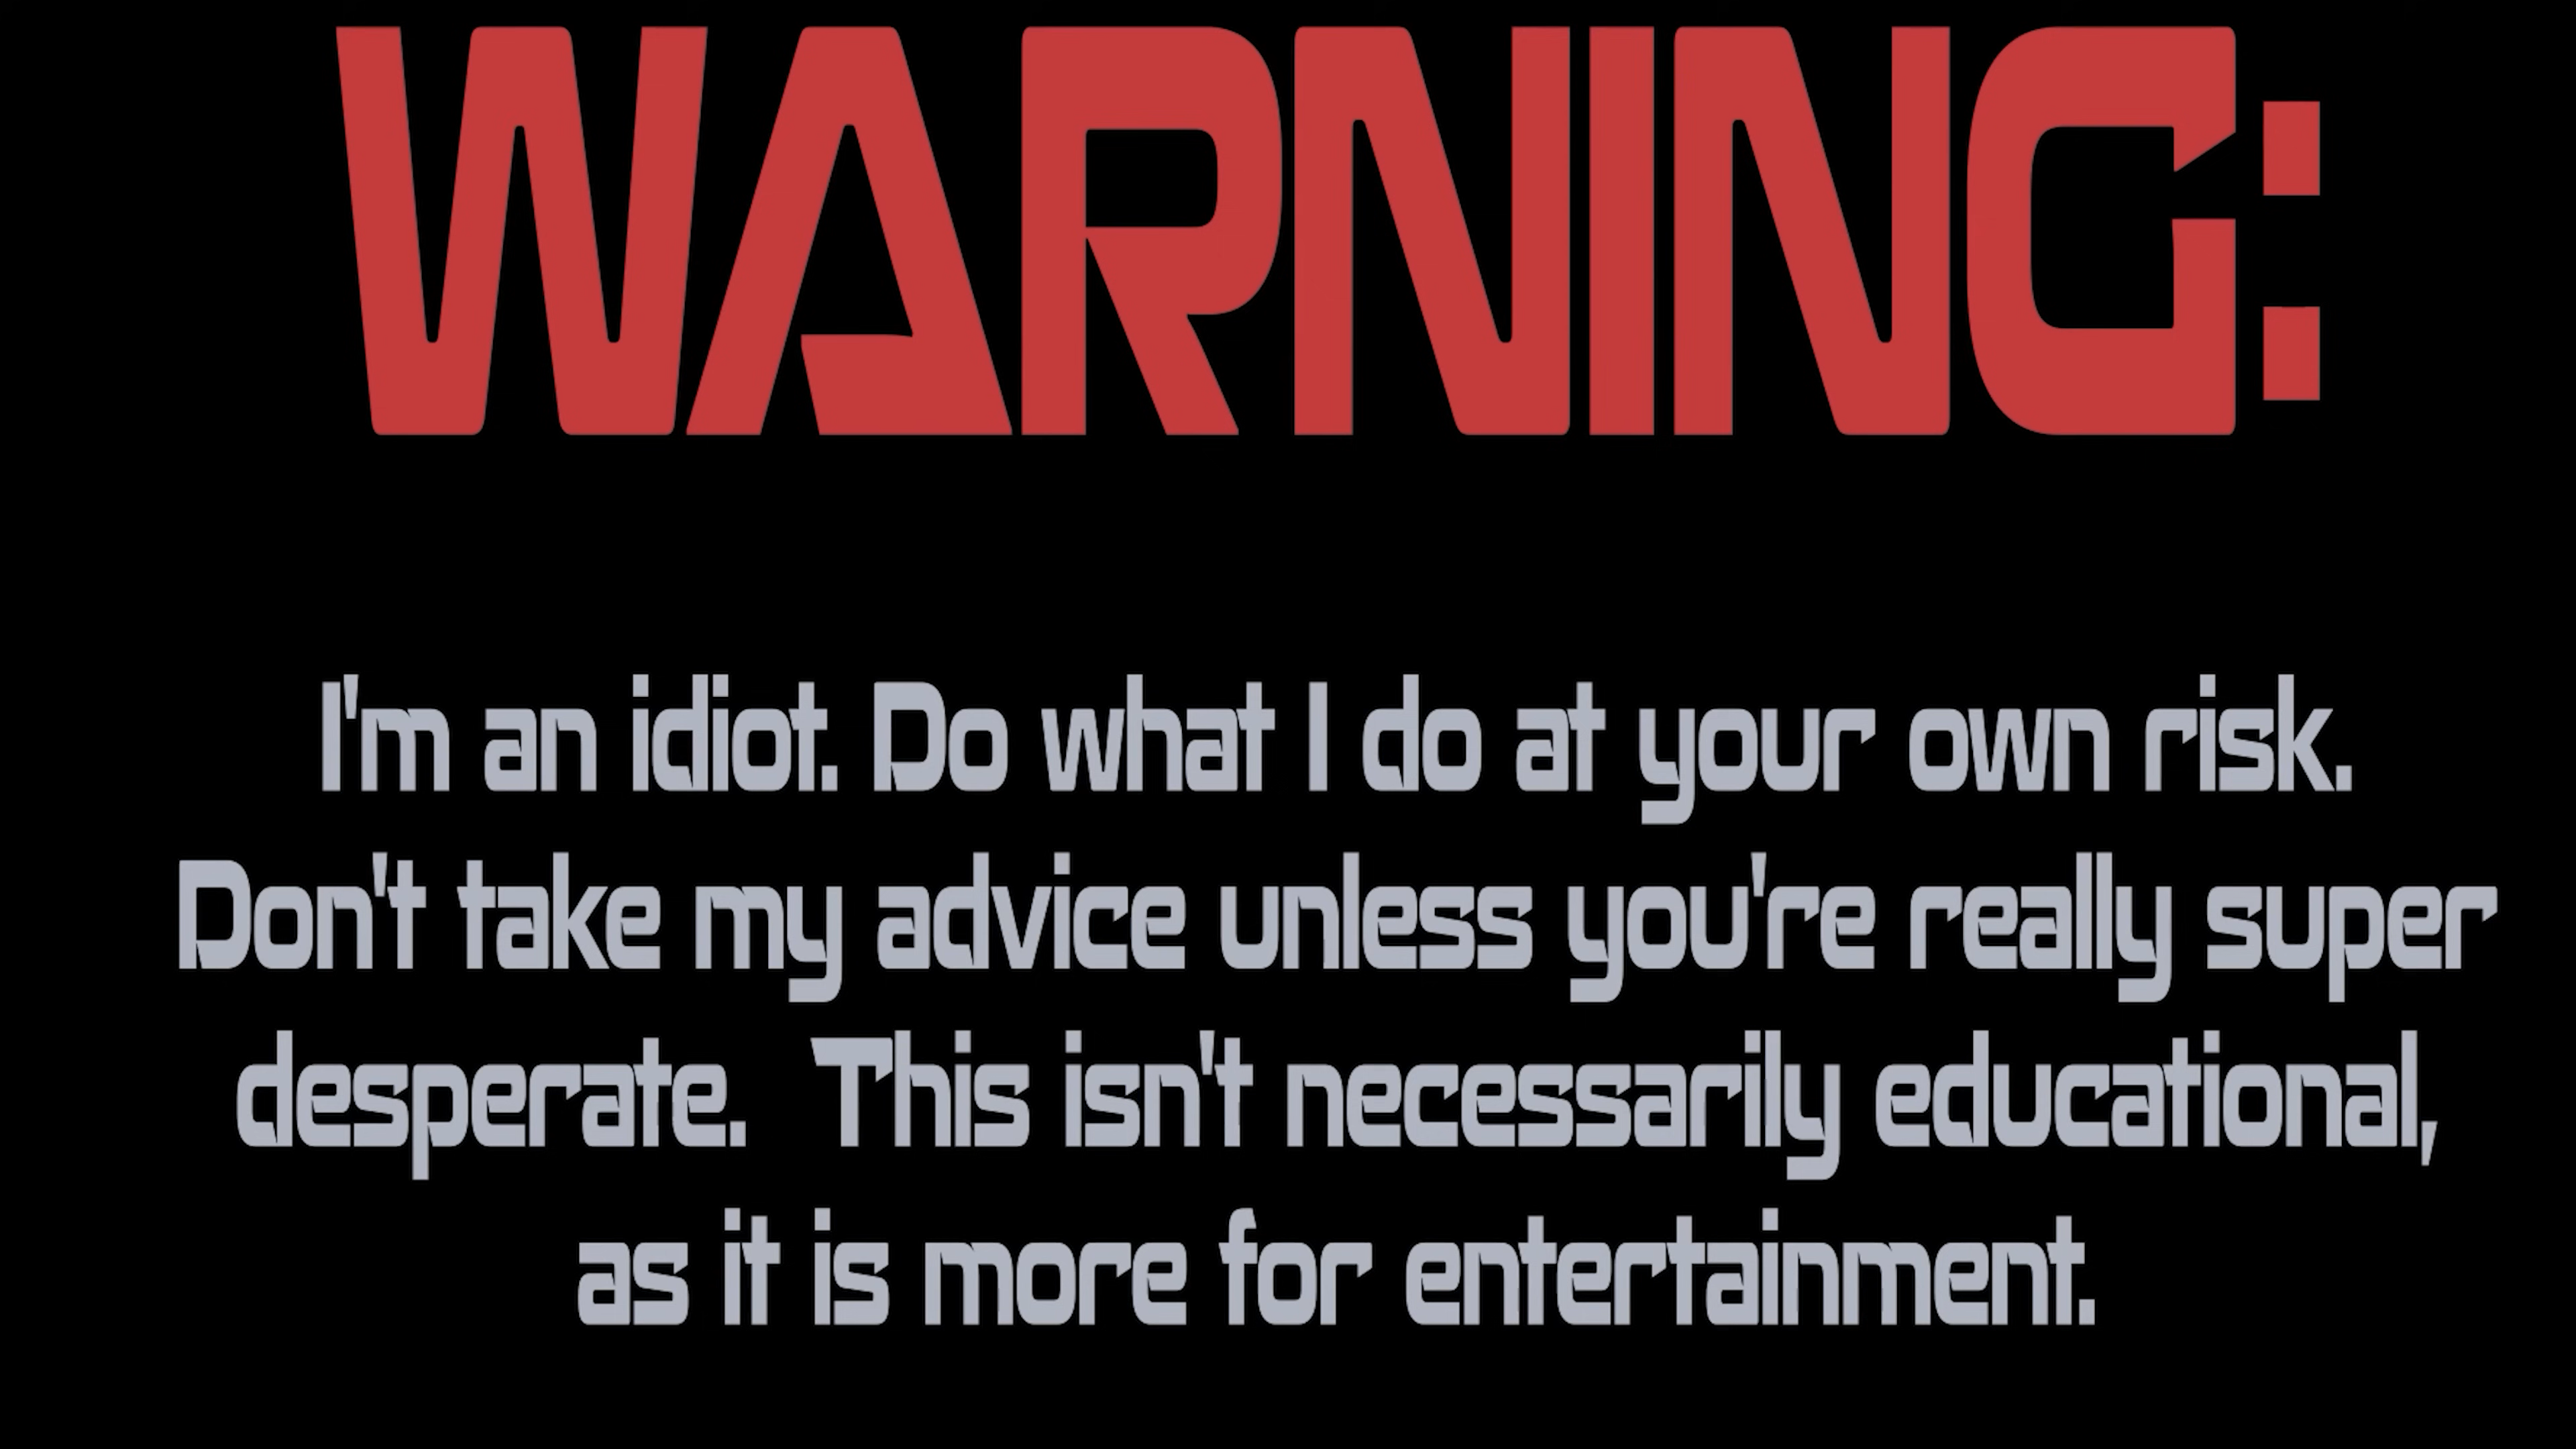 WARNING:
I'm an idiot. Do what I do at your own risk.
Don't take my advice unless you're really super
desperate.  This isn't necessarily educational,
as it is more for entertainment.